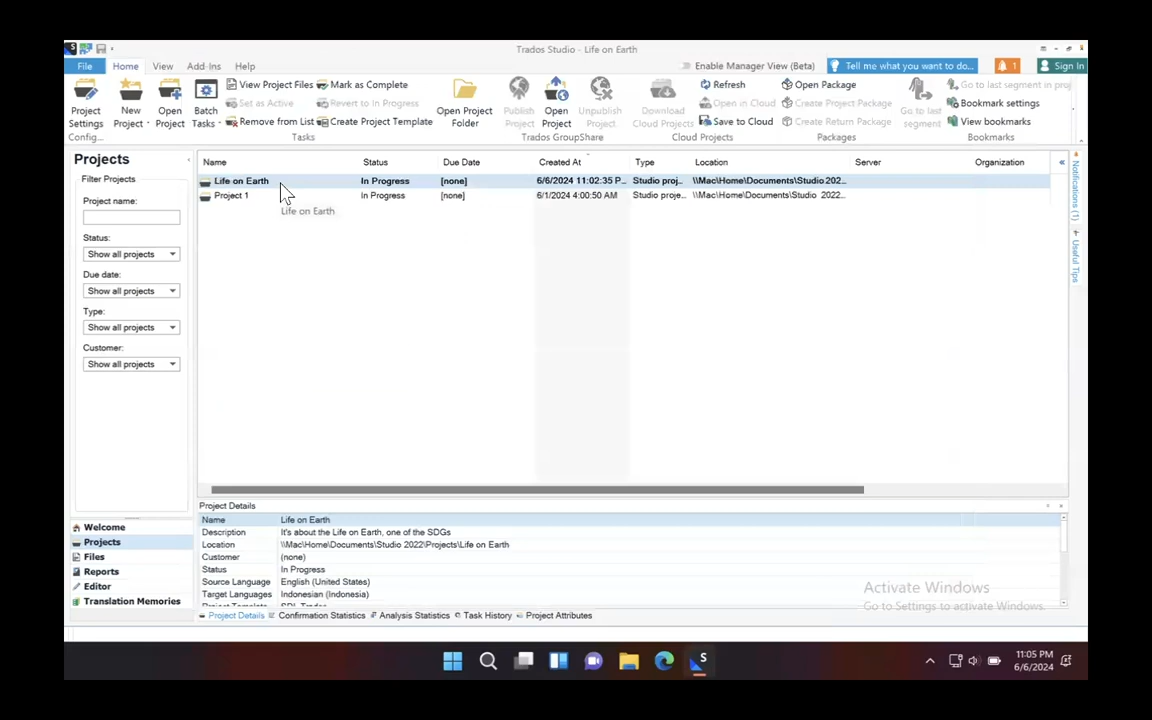 Trados Studio - Life on Earth
File Home View Add-Ins Help
Enable Manager View (Beta) Tell me what you want to do... 1 Sign In
Project Settings
New Project
Open Project
Batch Tasks
View Project Files Mark as Complete
Set as Active Revert to In Progress
Remove from List Create Project Template
Open Project Folder
Publish Project
Open Project
Unpublish Project
Download Cloud Projects
Refresh
Open in Cloud
Save to Cloud
Open Package
Create Project Package
Create Return Package
Go to last segment
Go to last segment in proj
Bookmark settings
View bookmarks
Config... Tasks Trados GroupShare Cloud Projects Packages Bookmarks
Projects
Filter Projects
Project name:
Status:
Show all projects
Due date:
Show all projects
Type:
Show all projects
Customer:
Show all projects
Welcome
Projects
Files
Reports
Editor
Translation Memories
Name Status Due Date Created At Type Location Server Organization «
Life on Earth In Progress [none] 6/6/2024 11:02:35 P... Studio proj... \\Mac\Home\Documents\Studio 202...
Project 1 In Progress [none] 6/1/2024 4:00:50 AM Studio proje... \\Mac\Home\Documents\Studio 2022...
Life on Earth
Notifications (1)
Useful Tips
Project Details
Name Life on Earth
Description It's about the Life on Earth, one of the SDGs
Location \\Mac\Home\Documents\Studio 2022\Projects\Life on Earth
Customer (none)
Status In Progress
Source Language English (United States)
Target Languages Indonesian (Indonesia)
Project Details Confirmation Statistics Analysis Statistics Task History Project Attributes
Activate Windows
Go to Settings to activate Windows.
11:05 PM
6/6/2024